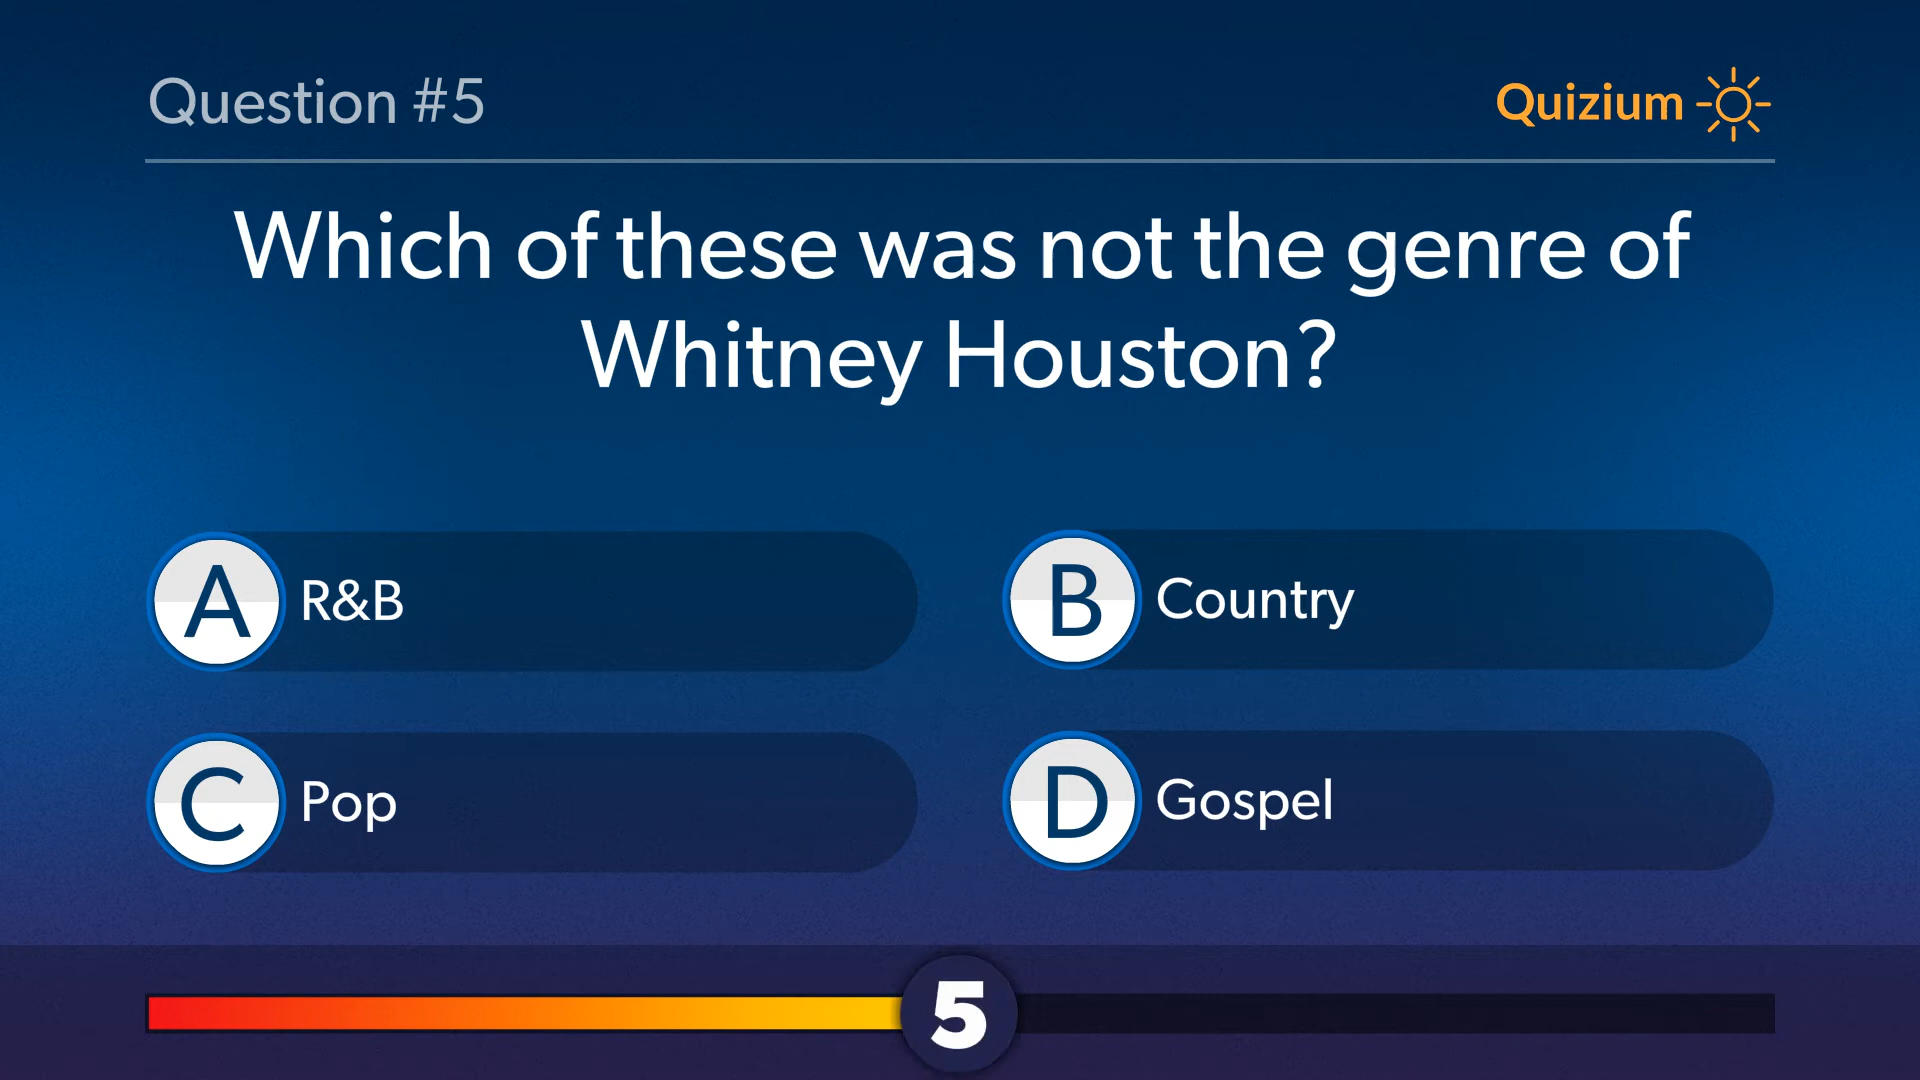 Question #5
Quizium
Which of these was not the genre of
Whitney Houston?
A R&B
B Country
C Pop
D Gospel
5